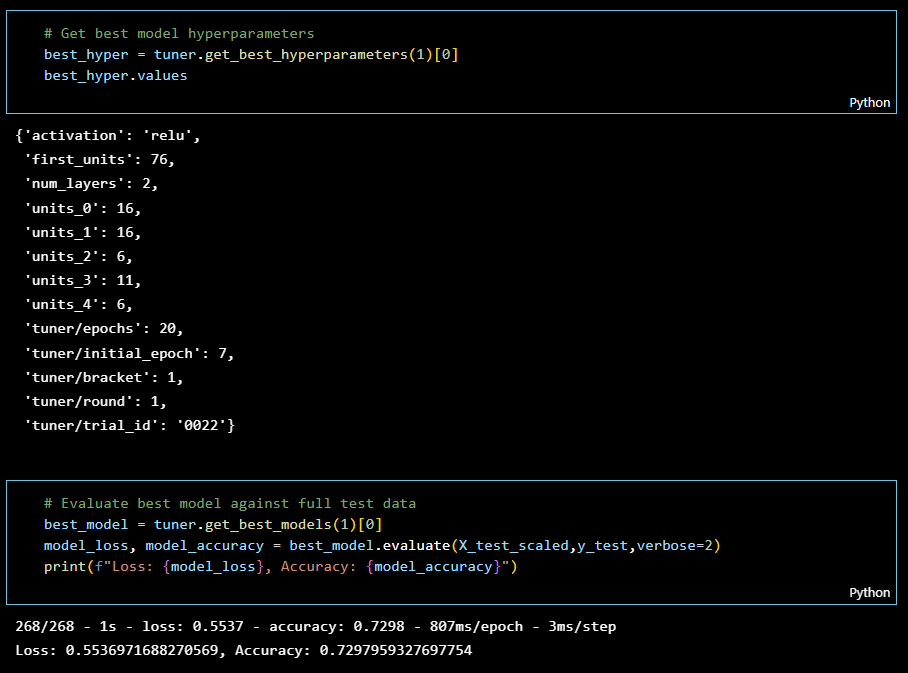 # Get best model hyperparameters
best_hyper = tuner.get_best_hyperparameters(1)[0]
best_hyper.values
Python
{'activation': 'relu',
 'first_units': 76,
 'num_layers': 2,
 'units_0': 16,
 'units_1': 16,
 'units_2': 6,
 'units_3': 11,
 'units_4': 6,
 'tuner/epochs': 20,
 'tuner/initial_epoch': 7,
 'tuner/bracket': 1,
 'tuner/round': 1,
 'tuner/trial_id': '0022'}
# Evaluate best model against full test data
best_model = tuner.get_best_models(1)[0]
model_loss, model_accuracy = best_model.evaluate(X_test_scaled,y_test,verbose=2)
print(f"Loss: {model_loss}, Accuracy: {model_accuracy}")
Python
268/268 - 1s - loss: 0.5537 - accuracy: 0.7298 - 807ms/epoch - 3ms/step
Loss: 0.5536971688270569, Accuracy: 0.7297959327697754